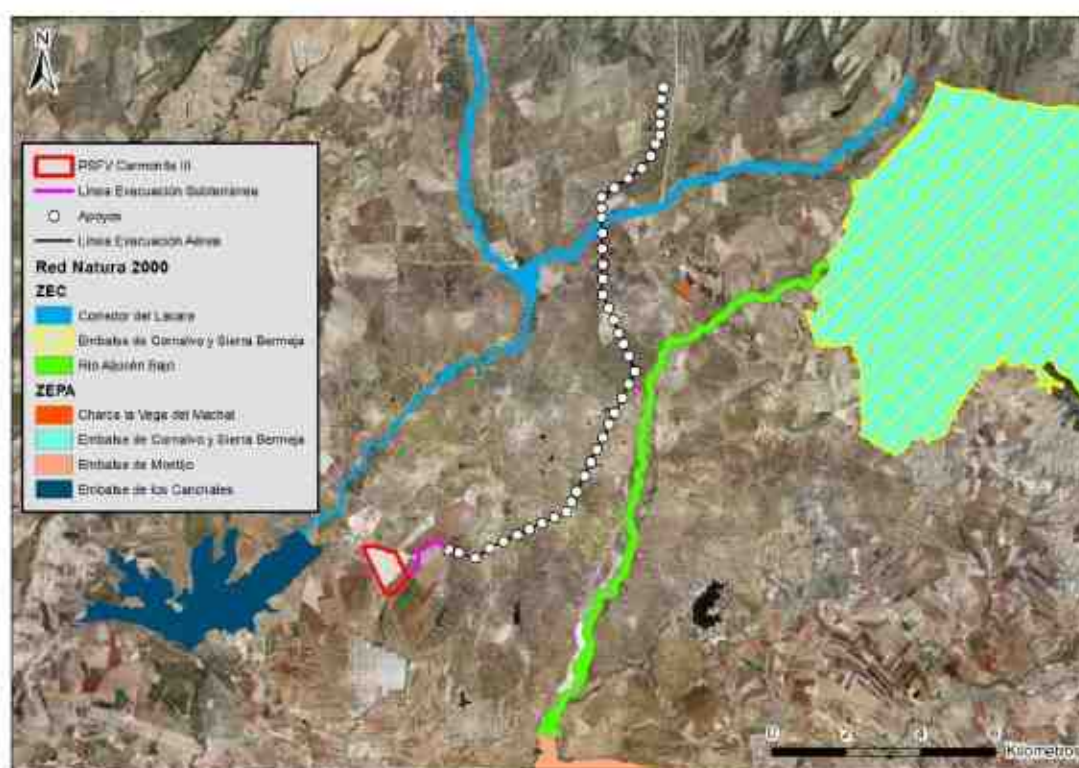 N
PSFV Carmonita III
Línea Evacuación Subterránea
Apoyos
Línea Evacuación Aérea
Red Natura 2000
ZEC
Corredor del Lácara
Embalse de Cornalvo y Sierra Bermeja
Río Aljucén Bajo
ZEPA
Charca la Vega del Machal
Embalse de Cornalvo y Sierra Bermeja
Embalse de Montijo
Embalse de los Canchales
0 2 4 6
Kilometros